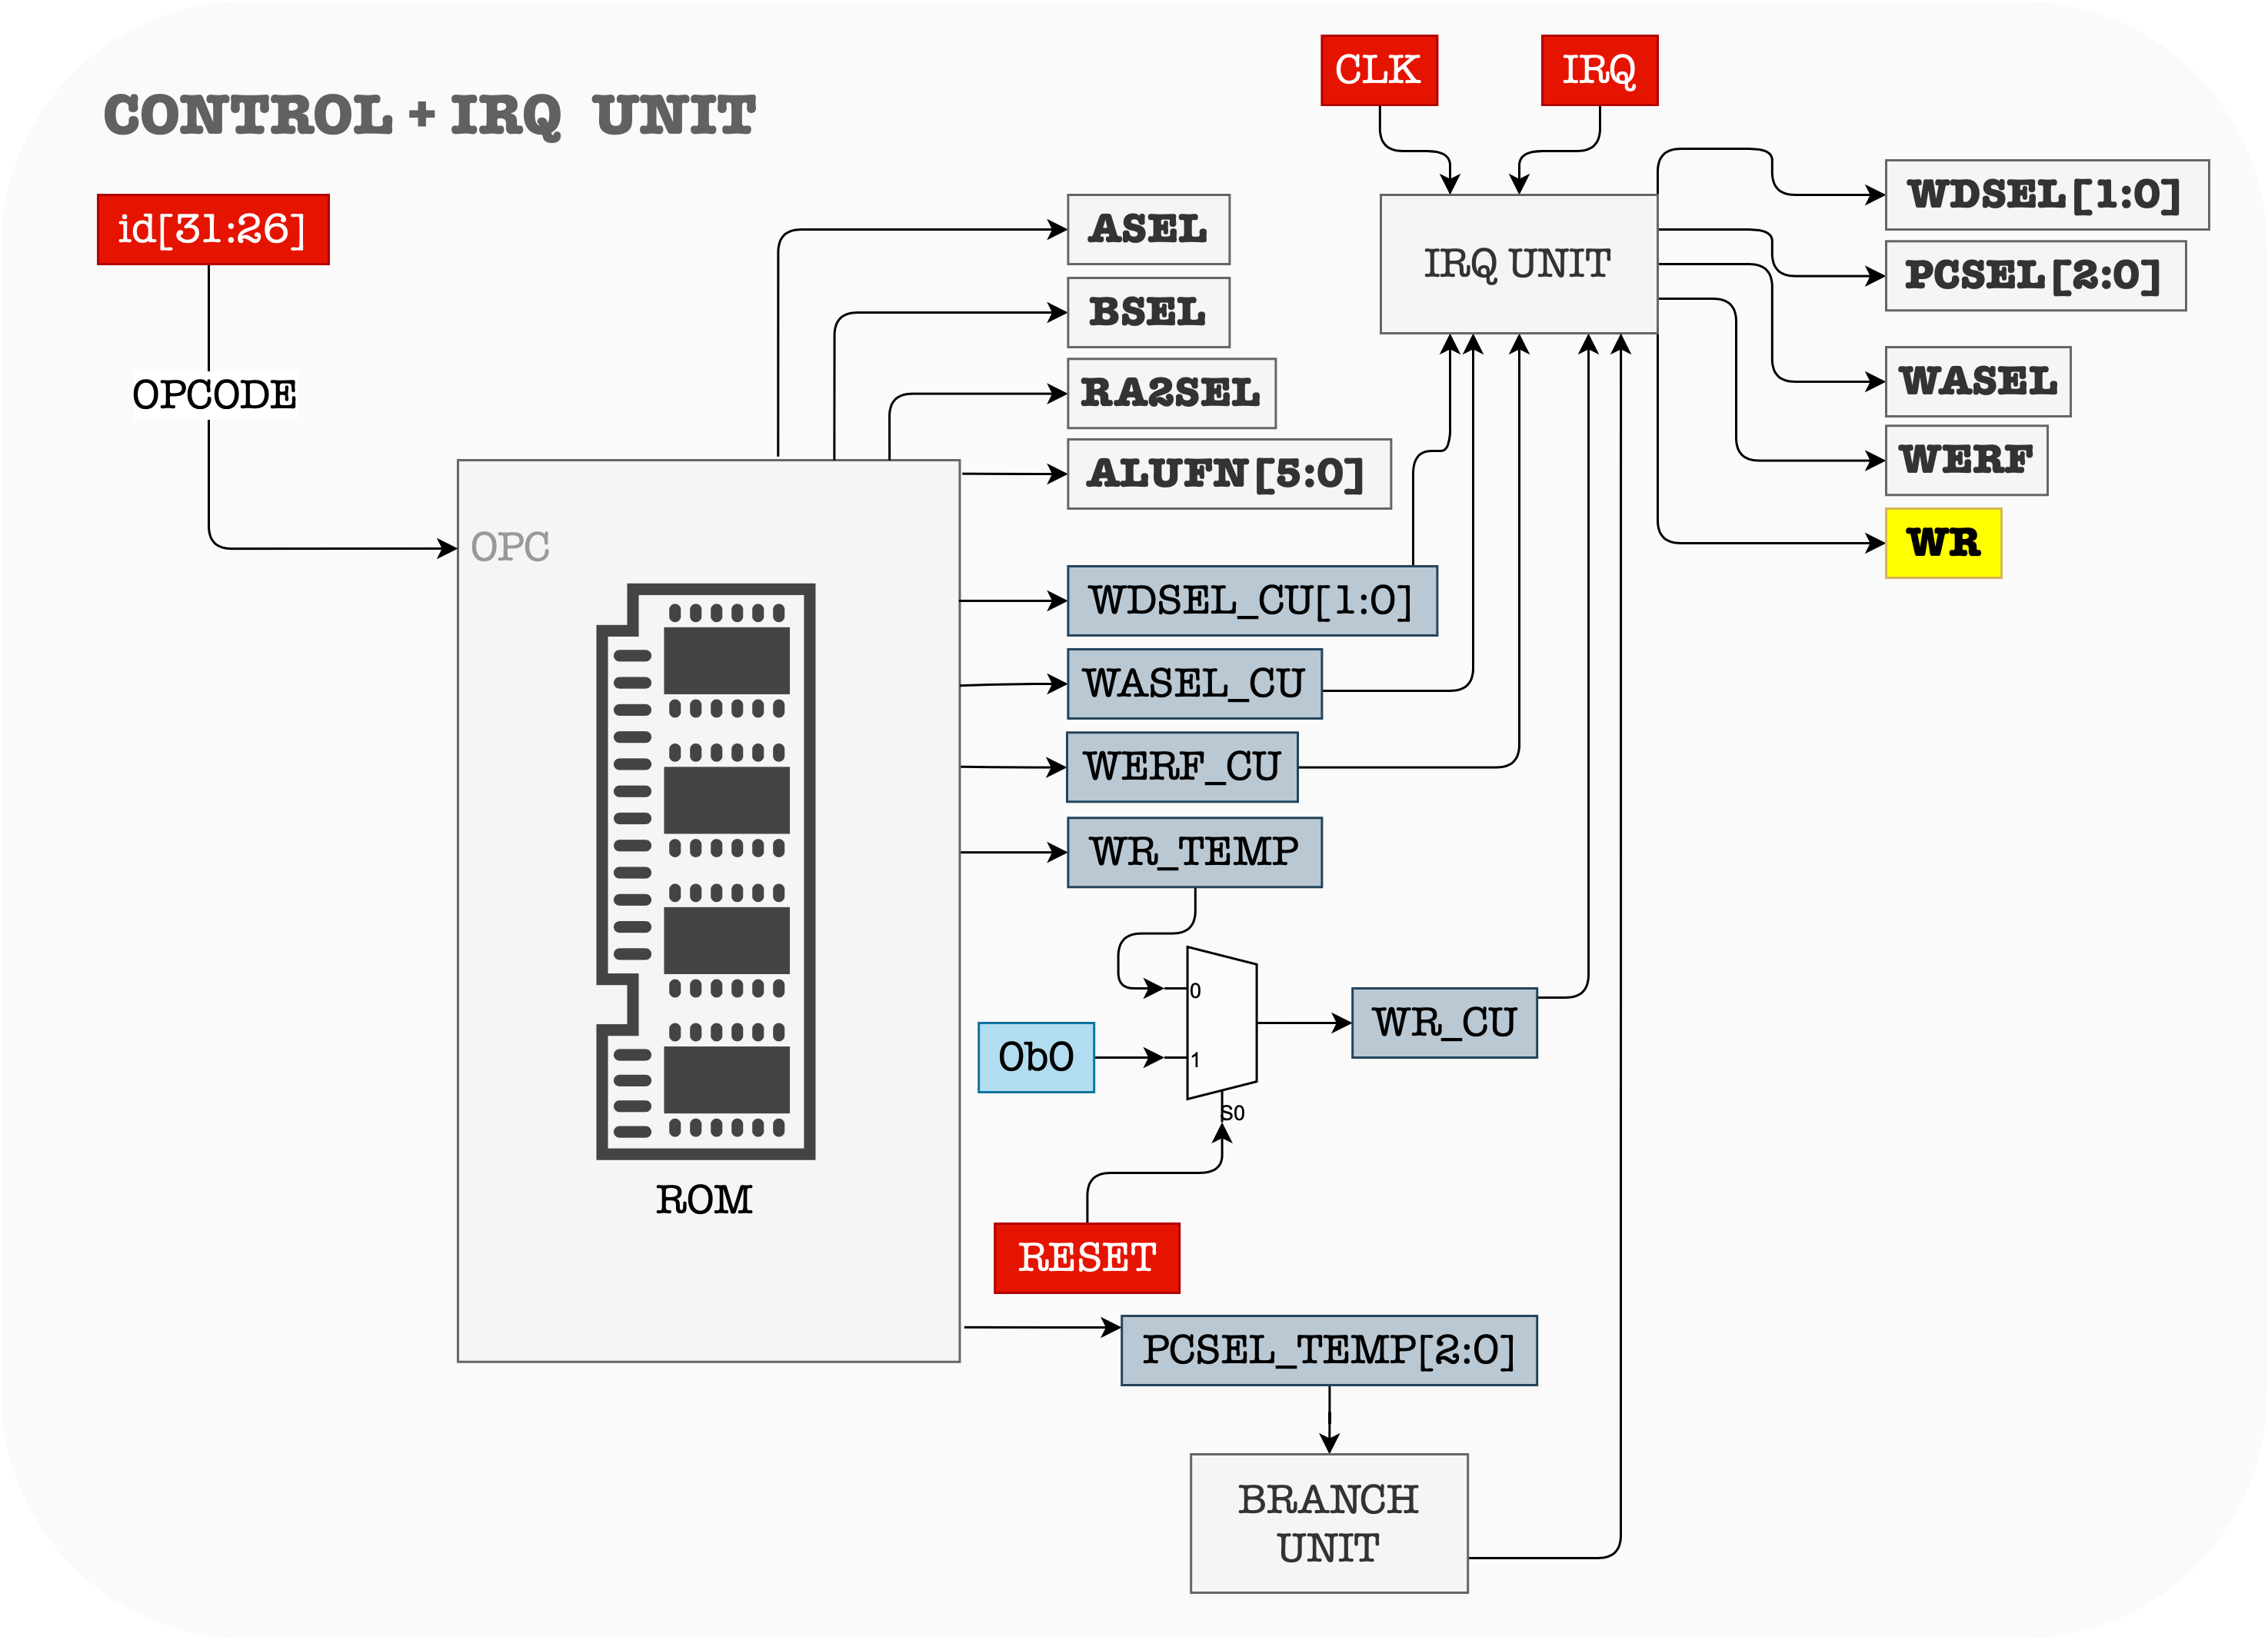 CONTROL + IRQ UNIT
CLK
IRQ
id[31:26]
OPCODE
OPC
ROM
ASEL
BSEL
RA2SEL
ALUFN[5:0]
IRQ UNIT
WDSEL[1:0]
PCSEL[2:0]
WASEL
WERF
WR
WDSEL_CU[1:0]
WASEL_CU
WERF_CU
WR_TEMP
0
0b0
1
S0
WR_CU
RESET
PCSEL_TEMP[2:0]
BRANCH
UNIT